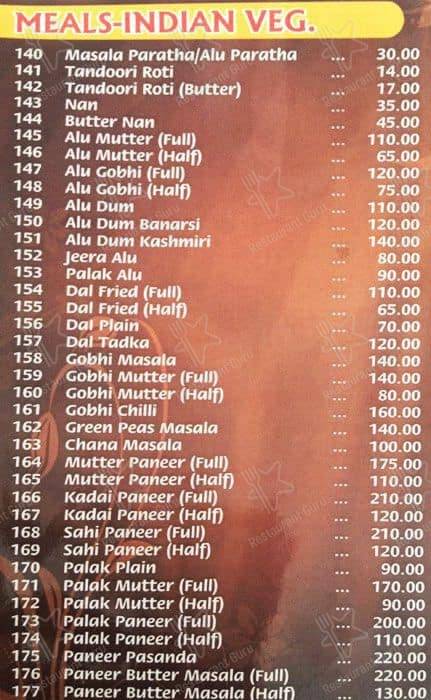 MEALS-INDIAN VEG.
140 Masala Paratha/Alu Paratha ... 30.00
141 Tandoori Roti ... 14.00
142 Tandoori Roti (Butter) ... 17.00
143 Nan ... 35.00
144 Butter Nan ... 45.00
145 Alu Mutter (Full) ... 110.00
146 Alu Mutter (Half) ... 65.00
147 Alu Gobhi (Full) ... 120.00
148 Alu Gobhi (Half) ... 75.00
149 Alu Dum ... 110.00
150 Alu Dum Banarsi ... 120.00
151 Alu Dum Kashmiri ... 140.00
152 Jeera Alu ... 80.00
153 Palak Alu ... 90.00
154 Dal Fried (Full) ... 110.00
155 Dal Fried (Half) ... 65.00
156 Dal Plain ... 70.00
157 Dal Tadka ... 120.00
158 Gobhi Masala ... 140.00
159 Gobhi Mutter (Full) ... 140.00
160 Gobhi Mutter (Half) ... 80.00
161 Gobhi Chilli ... 160.00
162 Green Peas Masala ... 140.00
163 Chana Masala ... 100.00
164 Mutter Paneer (Full) ... 175.00
165 Mutter Paneer (Half) ... 110.00
166 Kadai Paneer (Full) ... 210.00
167 Kadai Paneer (Half) ... 120.00
168 Sahi Paneer (Full) ... 210.00
169 Sahi Paneer (Half) ... 120.00
170 Palak Plain ... 90.00
171 Palak Mutter (Full) ... 170.00
172 Palak Mutter (Half) ... 90.00
173 Palak Paneer (Full) ... 200.00
174 Palak Paneer (Half) ... 110.00
175 Paneer Pasanda ... 220.00
176 Paneer Butter Masala (Full) ... 220.00
177 Paneer Butter Masala (Half) ... 130.00
Restaurant Guru